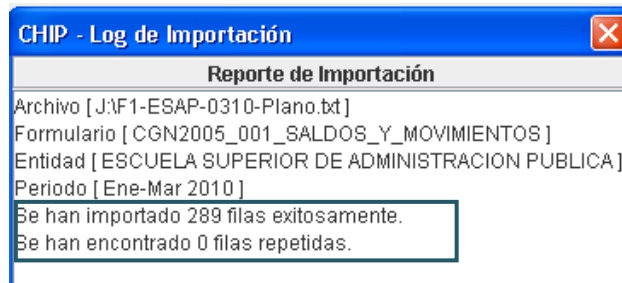 CHIP - Log de Importación
Reporte de Importación
Archivo [ J:\F1-ESAP-0310-Plano.txt ]
Formulario [ CGN2005_001_SALDOS_Y_MOVIMIENTOS ]
Entidad [ ESCUELA SUPERIOR DE ADMINISTRACION PUBLICA ]
Periodo [ Ene-Mar 2010 ]
Se han importado 289 filas exitosamente.
Se han encontrado 0 filas repetidas.